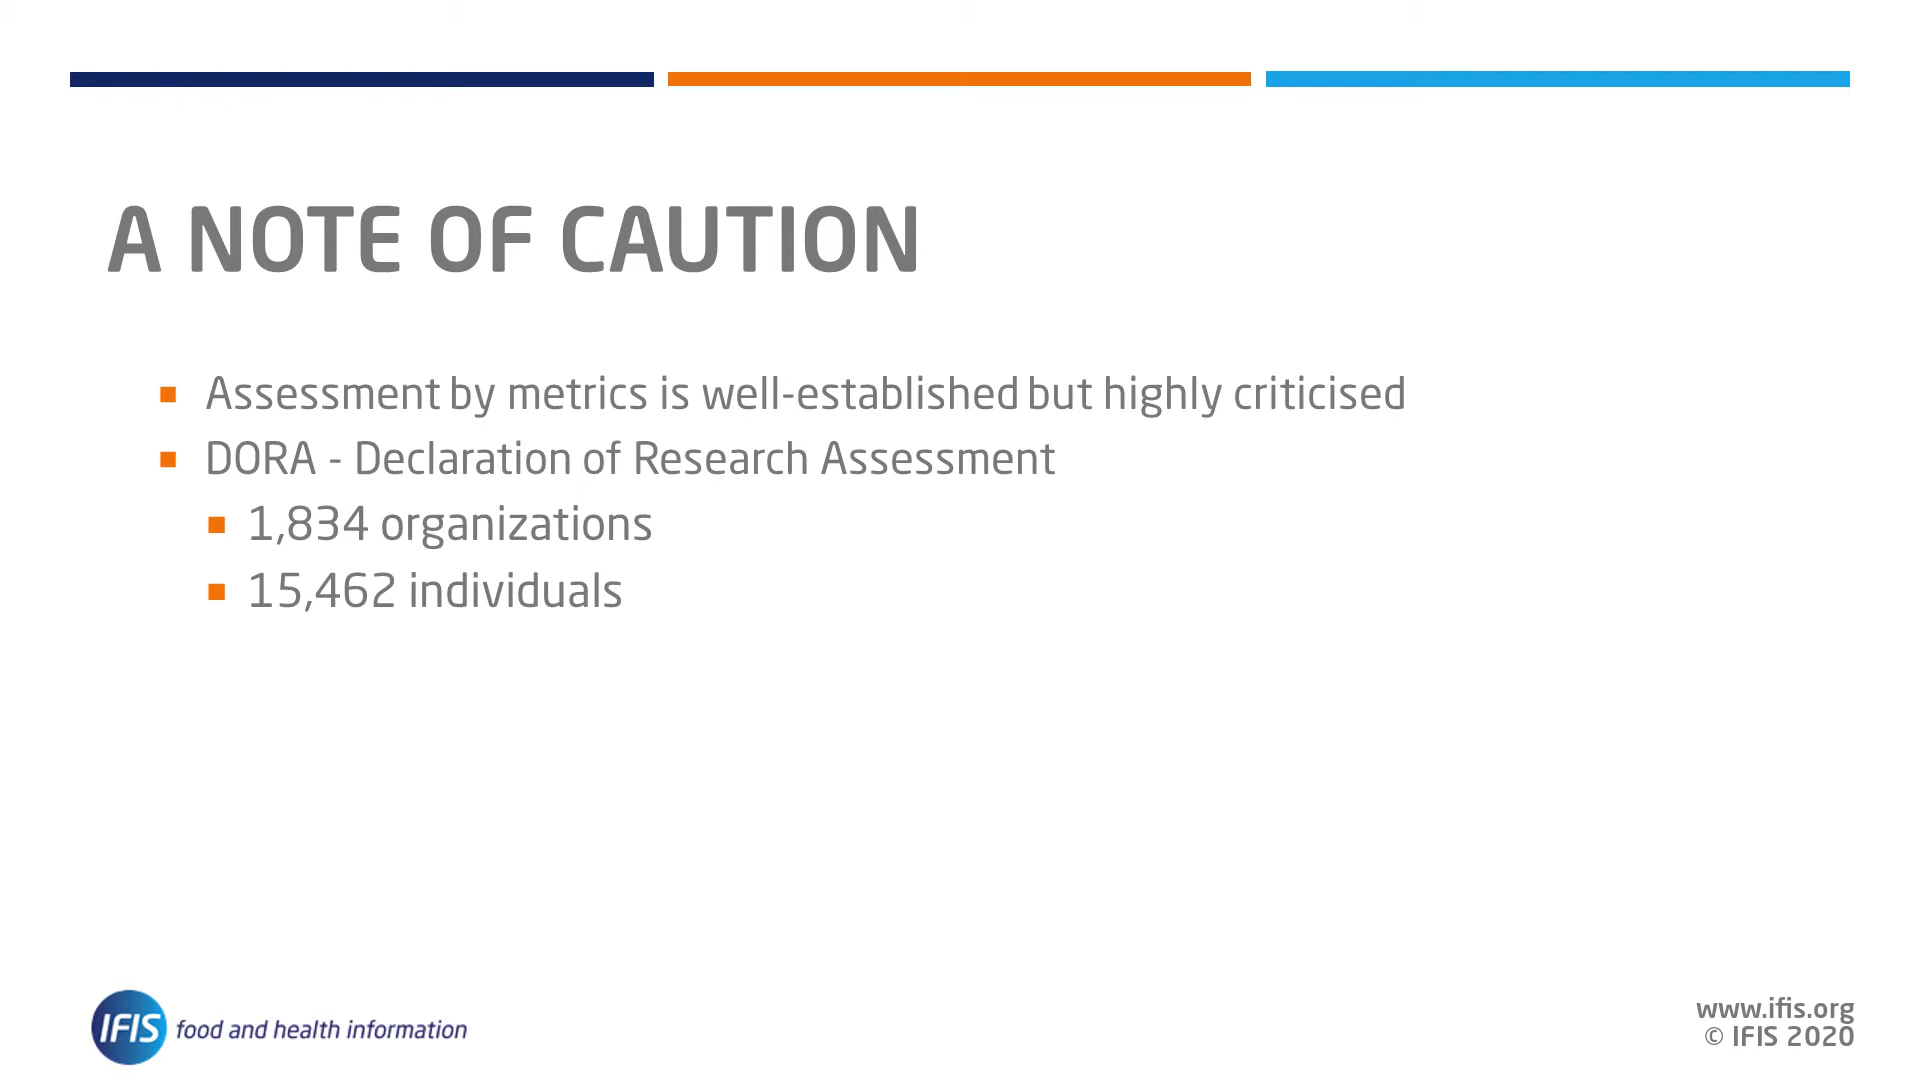 A NOTE OF CAUTION
Assessment by metrics is well-established but highly criticised
DORA - Declaration of Research Assessment
1,834 organizations
15,462 individuals
IFIS food and health information
www.ifis.org
© IFIS 2020